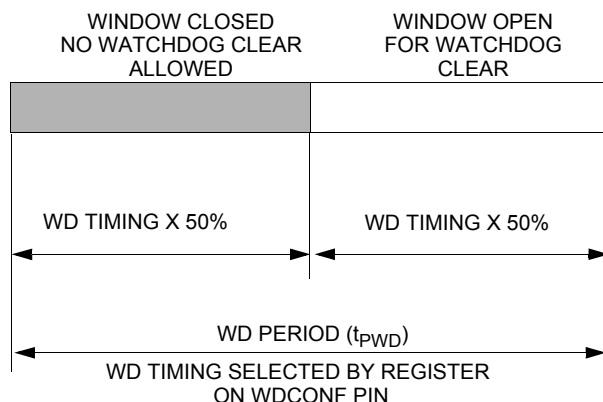 WINDOW CLOSED
NO WATCHDOG CLEAR
ALLOWED
WINDOW OPEN
FOR WATCHDOG
CLEAR
WD TIMING X 50%
WD TIMING X 50%
WD PERIOD (tPWD)
WD TIMING SELECTED BY REGISTER
ON WDCONF PIN